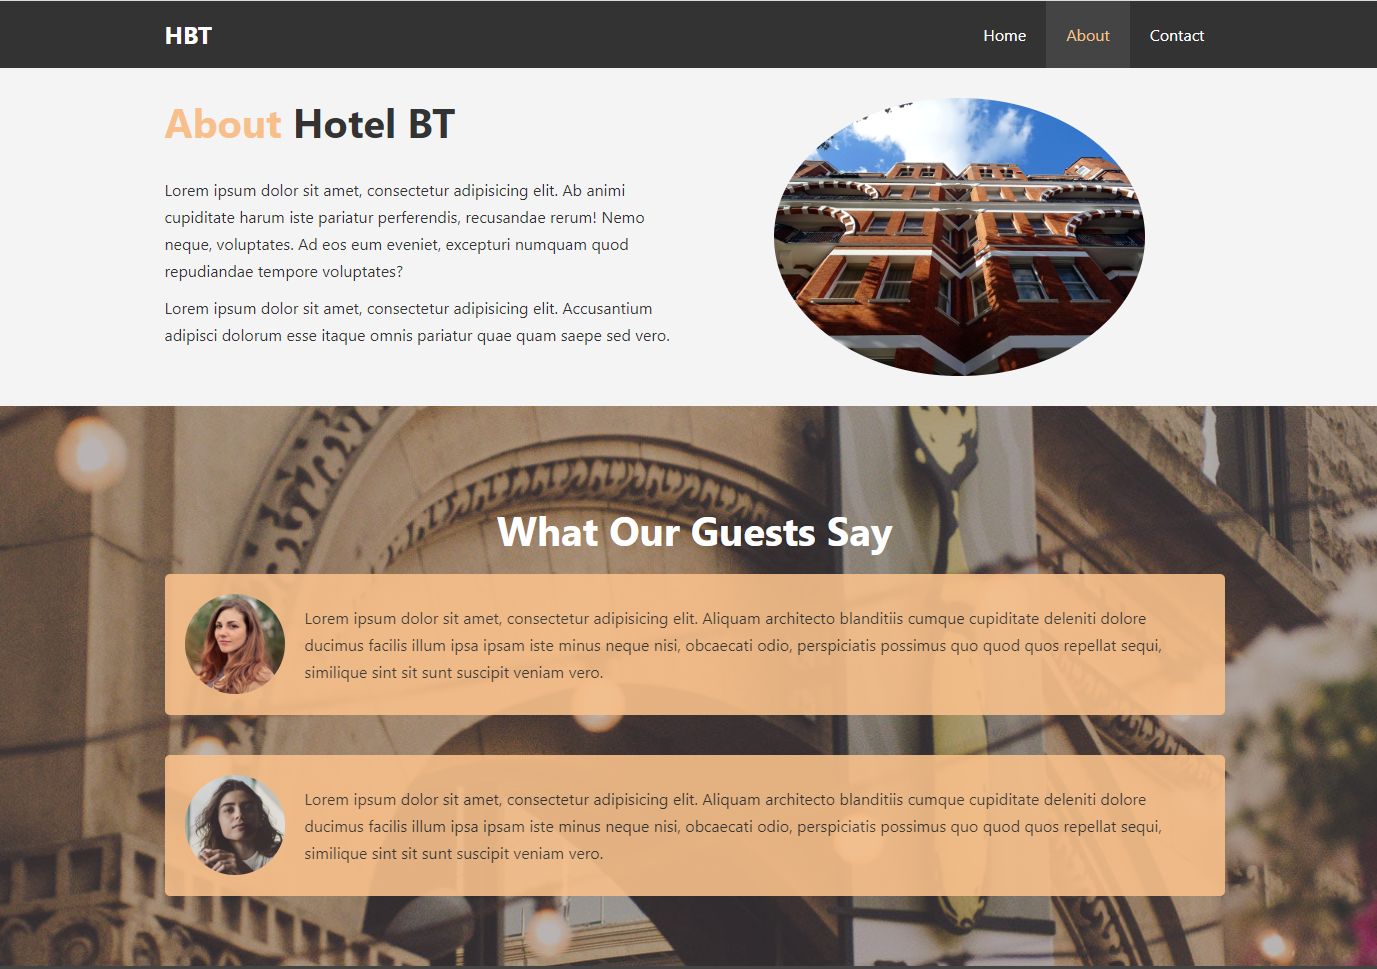 HBT
Home About Contact
About Hotel BT
Lorem ipsum dolor sit amet, consectetur adipisicing elit. Ab animi
cupiditate harum iste pariatur perferendis, recusandae rerum! Nemo
neque, voluptates. Ad eos eum eveniet, excepturi numquam quod
repudiandae tempore voluptates?
Lorem ipsum dolor sit amet, consectetur adipisicing elit. Accusantium
adipisci dolorum esse itaque omnis pariatur quae quam saepe sed vero.
What Our Guests Say
Lorem ipsum dolor sit amet, consectetur adipisicing elit. Aliquam architecto blanditiis cumque cupiditate deleniti dolore
ducimus facilis illum ipsa ipsam iste minus neque nisi, obcaecati odio, perspiciatis possimus quo quod quos repellat sequi,
similique sint sit sunt suscipit veniam vero.
Lorem ipsum dolor sit amet, consectetur adipisicing elit. Aliquam architecto blanditiis cumque cupiditate deleniti dolore
ducimus facilis illum ipsa ipsam iste minus neque nisi, obcaecati odio, perspiciatis possimus quo quod quos repellat sequi,
similique sint sit sunt suscipit veniam vero.